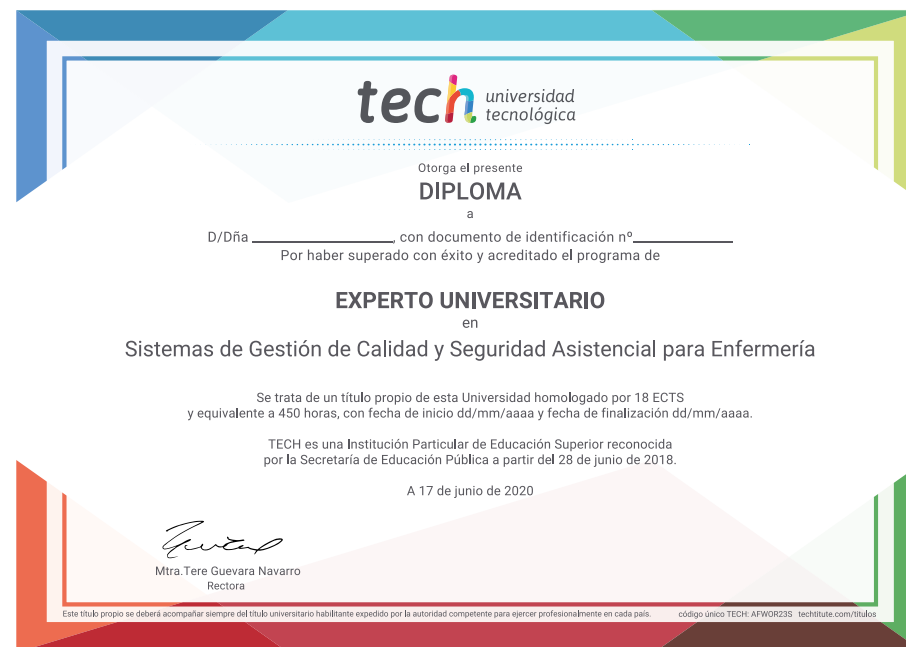 tech universidad
tecnológica
Otorga el presente
DIPLOMA
a
D/Dña ____________________, con documento de identificación nº______________
Por haber superado con éxito y acreditado el programa de
EXPERTO UNIVERSITARIO
en
Sistemas de Gestión de Calidad y Seguridad Asistencial para Enfermería
Se trata de un título propio de esta Universidad homologado por 18 ECTS
y equivalente a 450 horas, con fecha de inicio dd/mm/aaaa y fecha de finalización dd/mm/aaaa.
TECH es una Institución Particular de Educación Superior reconocida
por la Secretaría de Educación Pública a partir del 28 de junio de 2018.
A 17 de junio de 2020
Mtra.Tere Guevara Navarro
Rectora
Este título propio se deberá acompañar siempre del título universitario habilitante expedido por la autoridad competente para ejercer profesionalmente en cada país. código único TECH: AFWOR23S techtitute.com/titulos